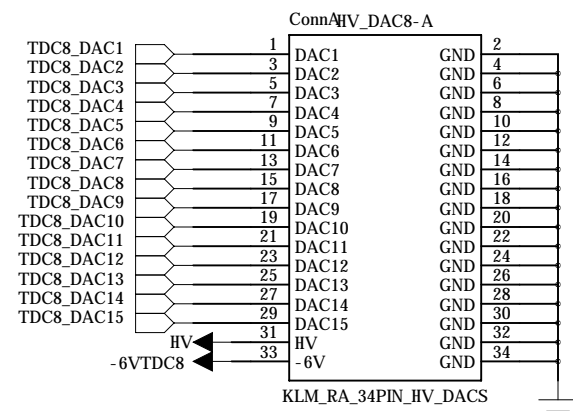 ConnA HV_DAC8-A
TDC8_DAC1 1 DAC1 GND 2
TDC8_DAC2 3 DAC2 GND 4
TDC8_DAC3 5 DAC3 GND 6
TDC8_DAC4 7 DAC4 GND 8
TDC8_DAC5 9 DAC5 GND 10
TDC8_DAC6 11 DAC6 GND 12
TDC8_DAC7 13 DAC7 GND 14
TDC8_DAC8 15 DAC8 GND 16
TDC8_DAC9 17 DAC9 GND 18
TDC8_DAC10 19 DAC10 GND 20
TDC8_DAC11 21 DAC11 GND 22
TDC8_DAC12 23 DAC12 GND 24
TDC8_DAC13 25 DAC13 GND 26
TDC8_DAC14 27 DAC14 GND 28
TDC8_DAC15 29 DAC15 GND 30
HV 31 HV GND 32
-6VTDC8 33 -6V GND 34
KLM_RA_34PIN_HV_DACS